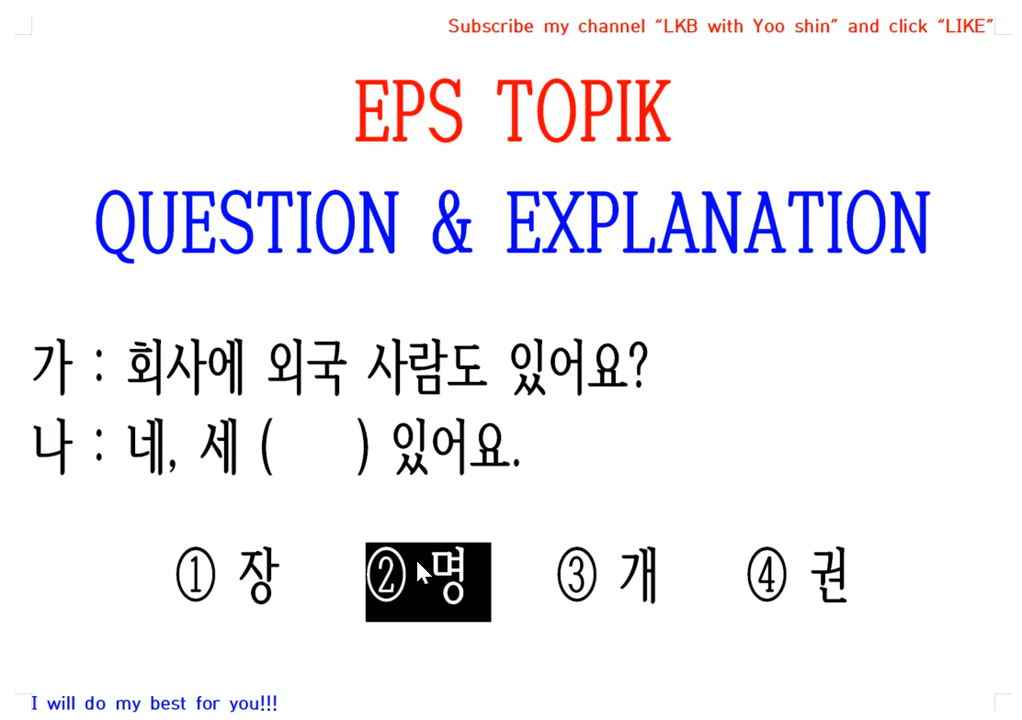 Subscribe my channel “LKB with Yoo shin” and click “LIKE”
EPS TOPIK
QUESTION & EXPLANATION
가 : 회사에 외국 사람도 있어요?
나 : 네, 세 ( ) 있어요.
① 장 ② 명 ③ 개 ④ 권
I will do my best for you!!!